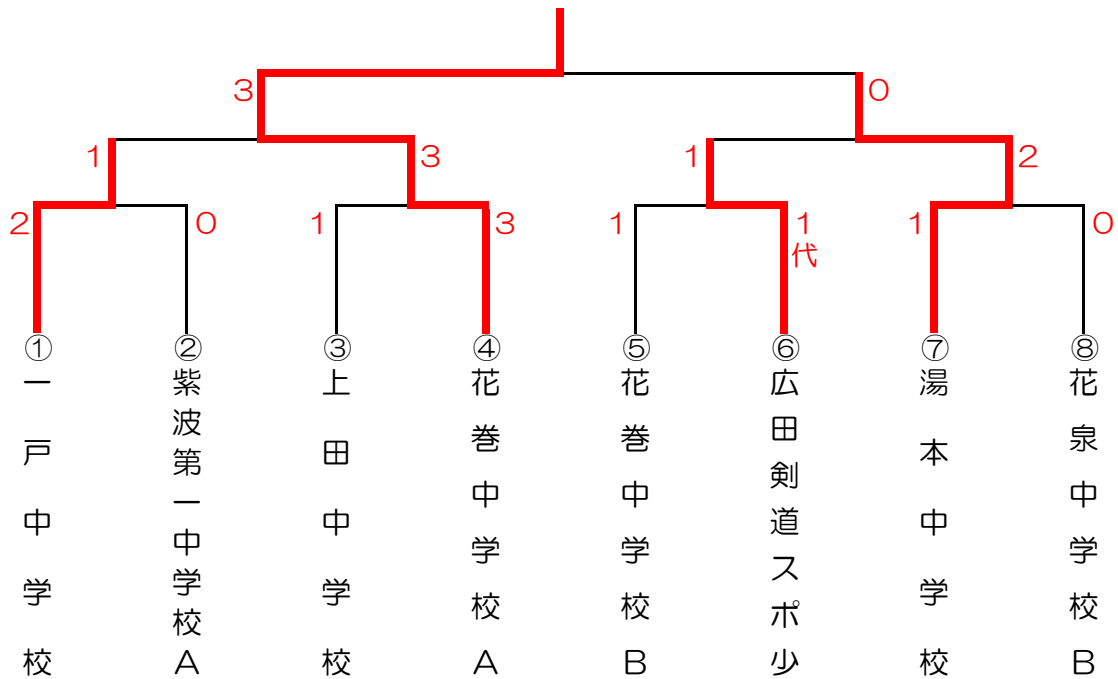 3 0
1 3 1 2
2 0 1 3 1 1 1 0
代
① ② ③ ④ ⑤ ⑥ ⑦ ⑧
一戸中学校
紫波第一中学校A
上田中学校
花巻中学校A
花巻中学校B
広田剣道スポ少
湯本中学校
花泉中学校B